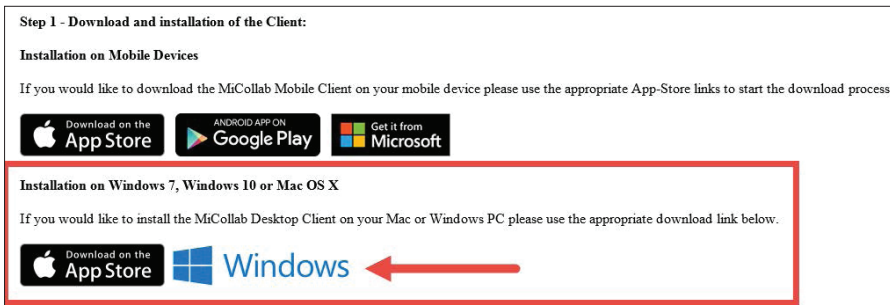 Step 1 - Download and installation of the Client:
Installation on Mobile Devices
If you would like to download the MiCollab Mobile Client on your mobile device please use the appropriate App-Store links to start the download process
Download on the
App Store
ANDROID APP ON
Google Play
Get it from
Microsoft
Installation on Windows 7, Windows 10 or Mac OS X
If you would like to install the MiCollab Desktop Client on your Mac or Windows PC please use the appropriate download link below.
Download on the
App Store
Windows